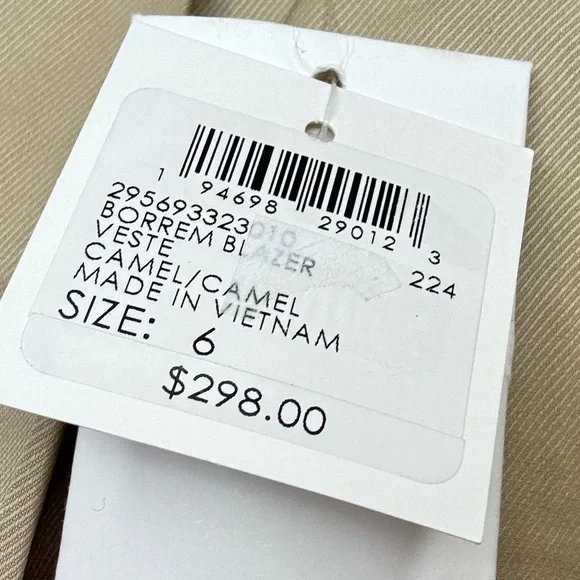 1 94698 29012 3
295693323010 224
BORREM BLAZER
VESTE
CAMEL/CAMEL
MADE IN VIETNAM
SIZE: 6
$298.00